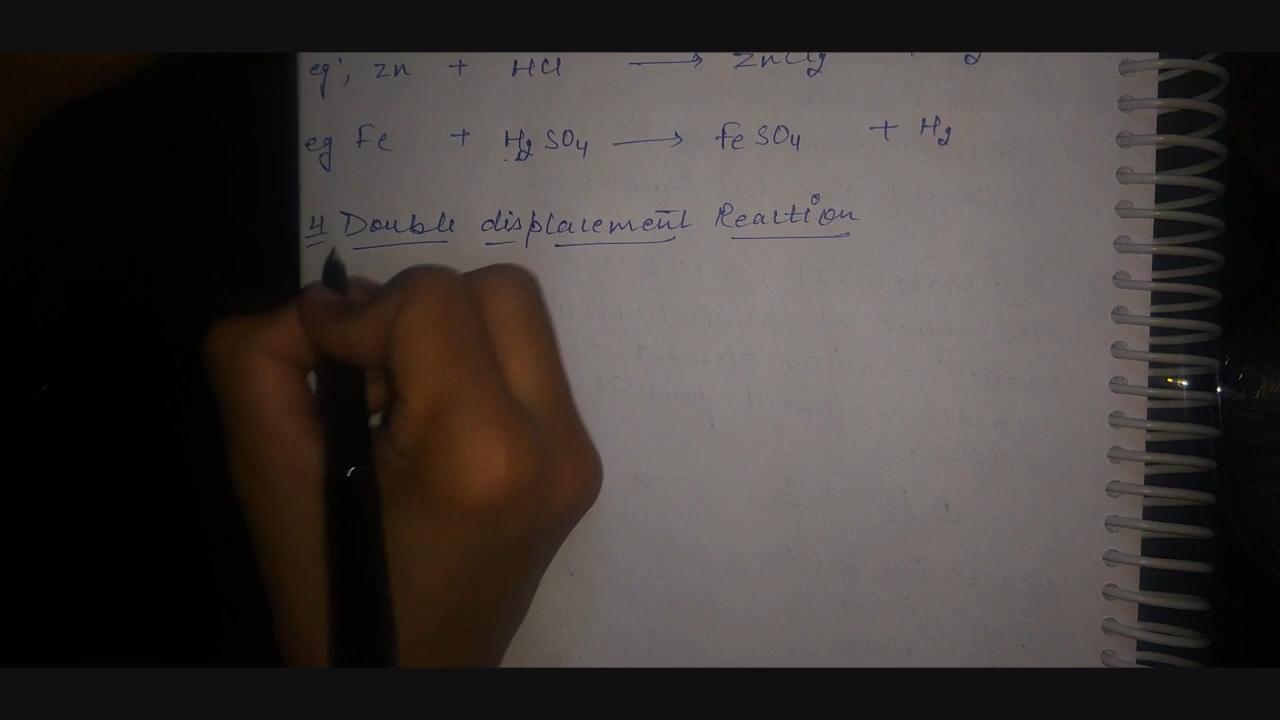 eg; Zn + HCl → ZnCl2 +
eg Fe + H2SO4 → FeSO4 + H2
4 Double displacement Reaction